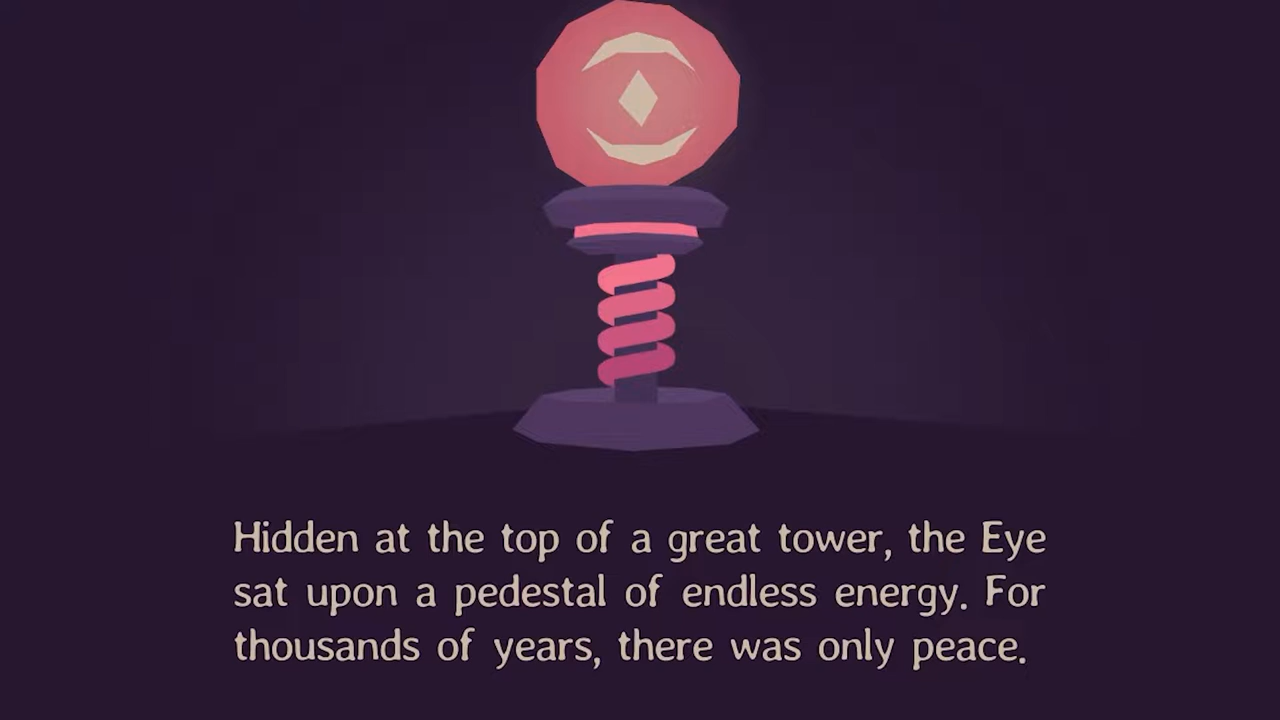 Hidden at the top of a great tower, the Eye
sat upon a pedestal of endless energy. For
thousands of years, there was only peace.